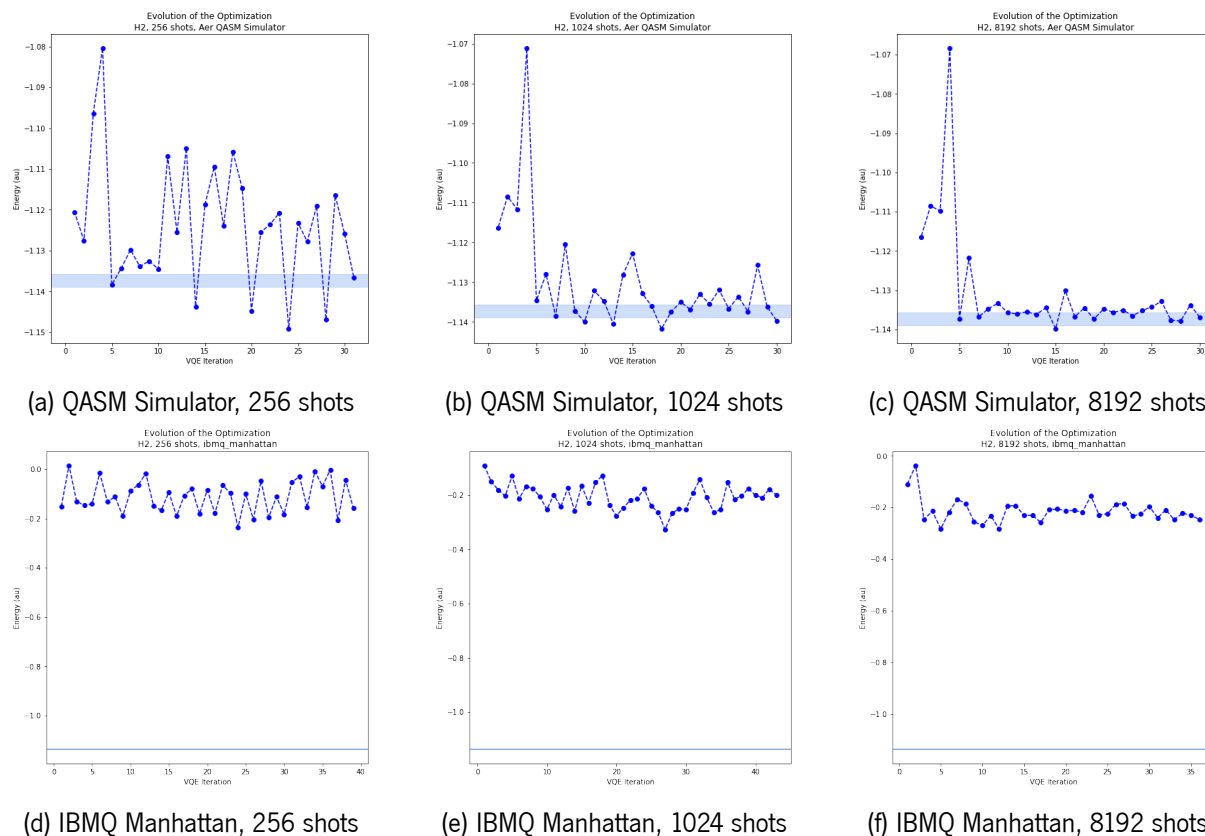 Evolution of the Optimization
H2, 256 shots, Aer QASM Simulator
−1.08
−1.09
−1.10
−1.11
−1.12
−1.13
−1.14
−1.15
Energy (au)
0 5 10 15 20 25 30
VQE Iteration
(a) QASM Simulator, 256 shots
Evolution of the Optimization
H2, 1024 shots, Aer QASM Simulator
−1.07
−1.08
−1.09
−1.10
−1.11
−1.12
−1.13
−1.14
Energy (au)
0 5 10 15 20 25 30
VQE Iteration
(b) QASM Simulator, 1024 shots
Evolution of the Optimization
H2, 8192 shots, Aer QASM Simulator
−1.07
−1.08
−1.09
−1.10
−1.11
−1.12
−1.13
−1.14
Energy (au)
0 5 10 15 20 25 30
VQE Iteration
(c) QASM Simulator, 8192 shots
Evolution of the Optimization
H2, 256 shots, ibmq_manhattan
0.0
−0.2
−0.4
−0.6
−0.8
−1.0
Energy (au)
0 5 10 15 20 25 30 35 40
VQE Iteration
(d) IBMQ Manhattan, 256 shots
Evolution of the Optimization
H2, 1024 shots, ibmq_manhattan
0.0
−0.2
−0.4
−0.6
−0.8
−1.0
Energy (au)
0 10 20 30 40
VQE Iteration
(e) IBMQ Manhattan, 1024 shots
Evolution of the Optimization
H2, 8192 shots, ibmq_manhattan
0.0
−0.2
−0.4
−0.6
−0.8
−1.0
Energy (au)
0 5 10 15 20 25 30 35
VQE Iteration
(f) IBMQ Manhattan, 8192 shots